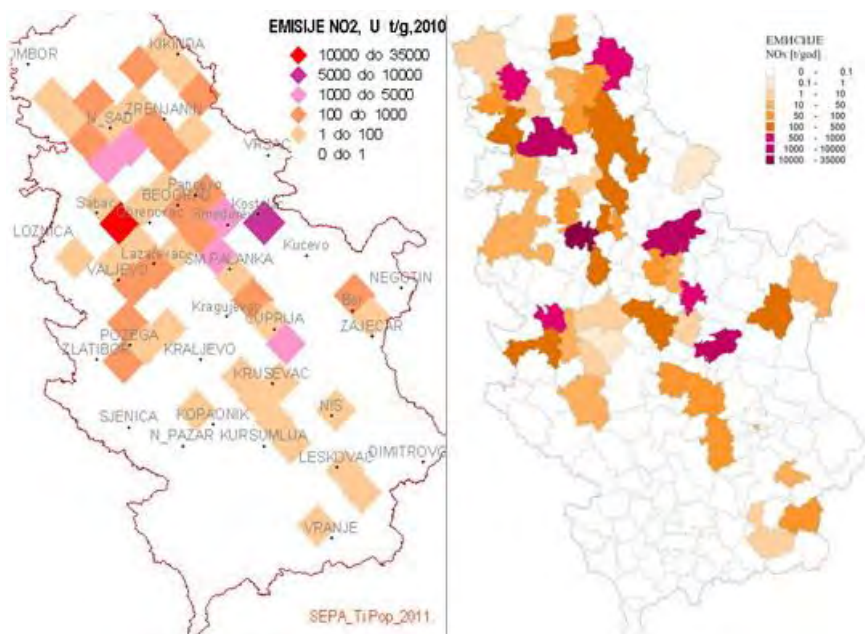 EMISIJE NO2, U t/g,2010
10000 do 35000
5000 do 10000
1000 do 5000
100 do 1000
1 do 100
0 do 1
OMBOR
KIKINDA
ZRENJANIN
N_SAD
VRSAC
Pancevo
BEOGRAD
Sabac
Obrenovac
Smederevo
LOZNICA
Lazarevac
Kucevo
VALJEVO
SM.PALANKA
NEGOTIN
Bor
Kragujevac
CUPRIJA
ZAJECAR
POZEGA
ZLATIBOR
KRALJEVO
KRUSEVAC
NIS
SJENICA
KOPAONIK
N_PAZAR
KURSUMLIJA
DIMITROVG
LESKOVAC
VRANJE
SEPA_TiPop_2011.
ЕМИСИЈЕ
NOx [t/god]
0 - 0.1
0.1 - 1
1 - 10
10 - 50
50 - 100
100 - 500
500 - 1000
1000 - 10000
10000 - 35000